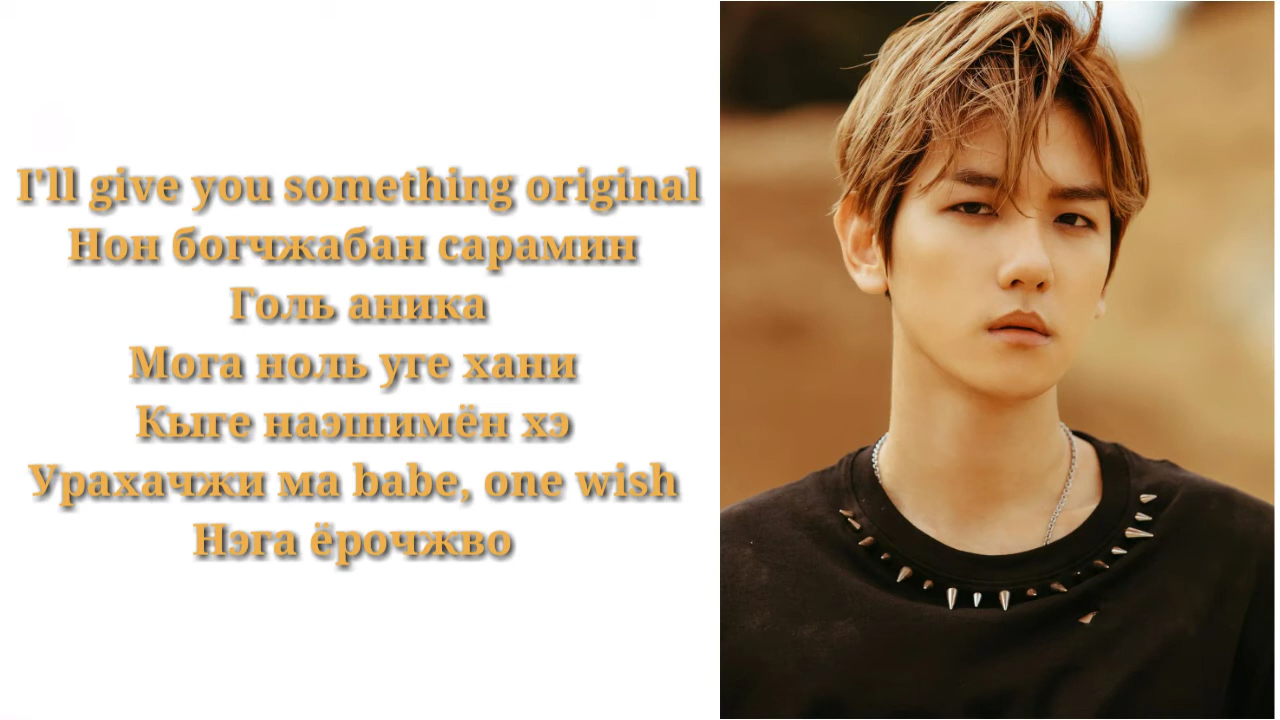 I'll give you something original
Нон богчжабан сарамин
Голь аника
Мога ноль уге хани
Кыге наэшимён хэ
Урахачжи ма babe, one wish
Нэга ёрочжво